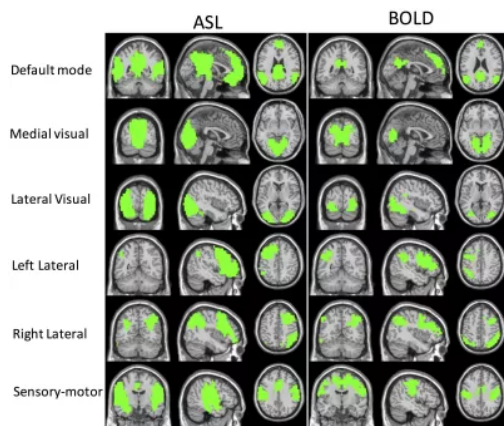 ASL BOLD
Default mode
Medial visual
Lateral Visual
Left Lateral
Right Lateral
Sensory-motor